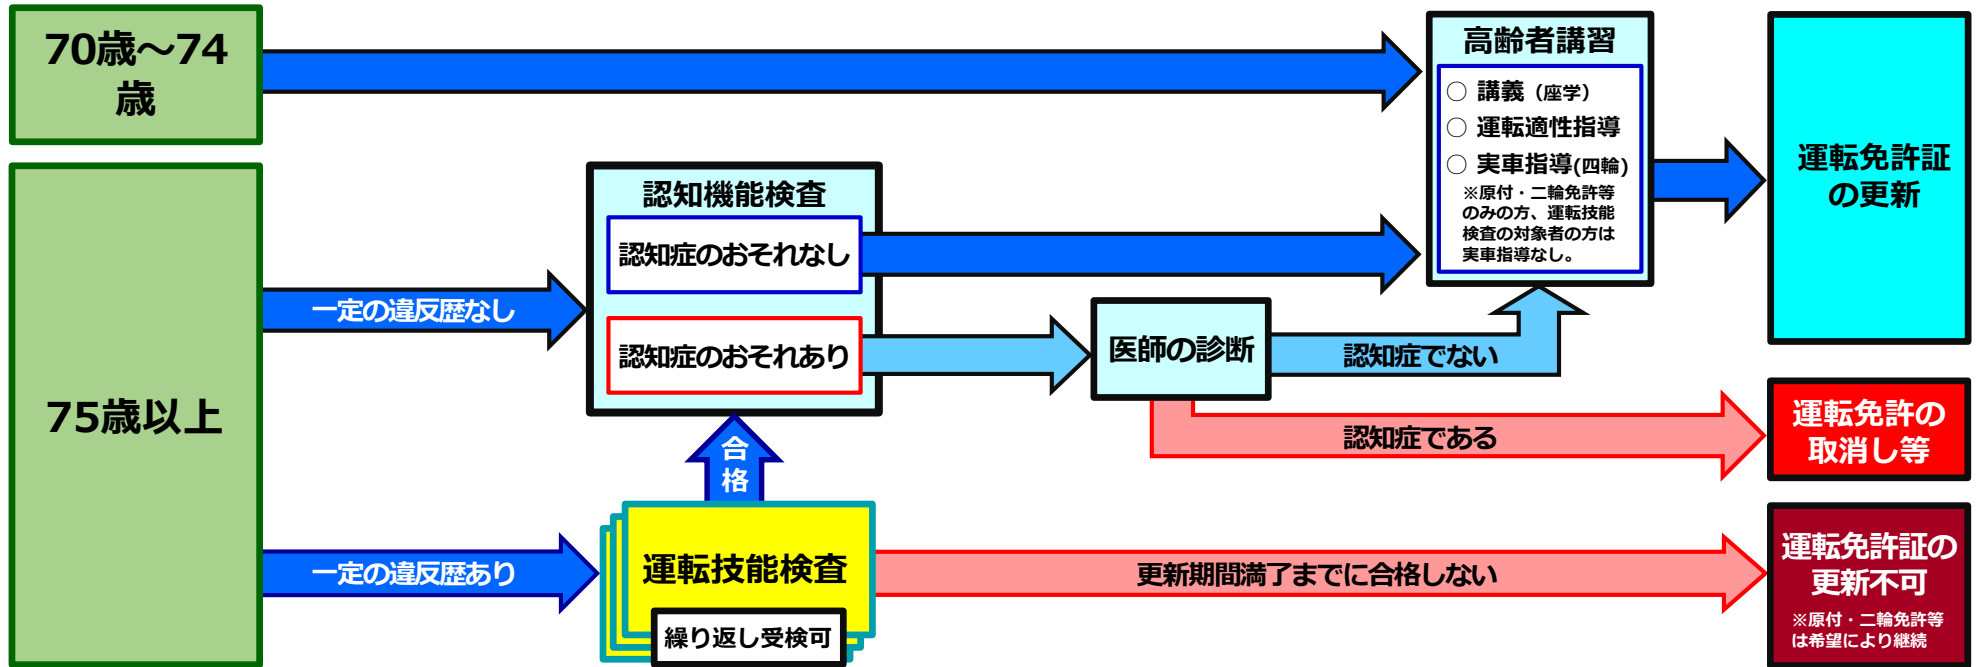 70歳～74
歳
高齢者講習
○ 講義（座学）
○ 運転適性指導
○ 実車指導(四輪)
※原付・二輪免許等
のみの方、運転技能
検査の対象者の方は
実車指導なし。
運転免許証
の更新
75歳以上
一定の違反歴なし
認知機能検査
認知症のおそれなし
認知症のおそれあり
医師の診断
認知症でない
認知症である
運転免許の
取消し等
合
格
一定の違反歴あり
運転技能検査
繰り返し受検可
更新期間満了までに合格しない
運転免許証の
更新不可
※原付・二輪免許等
は希望により継続